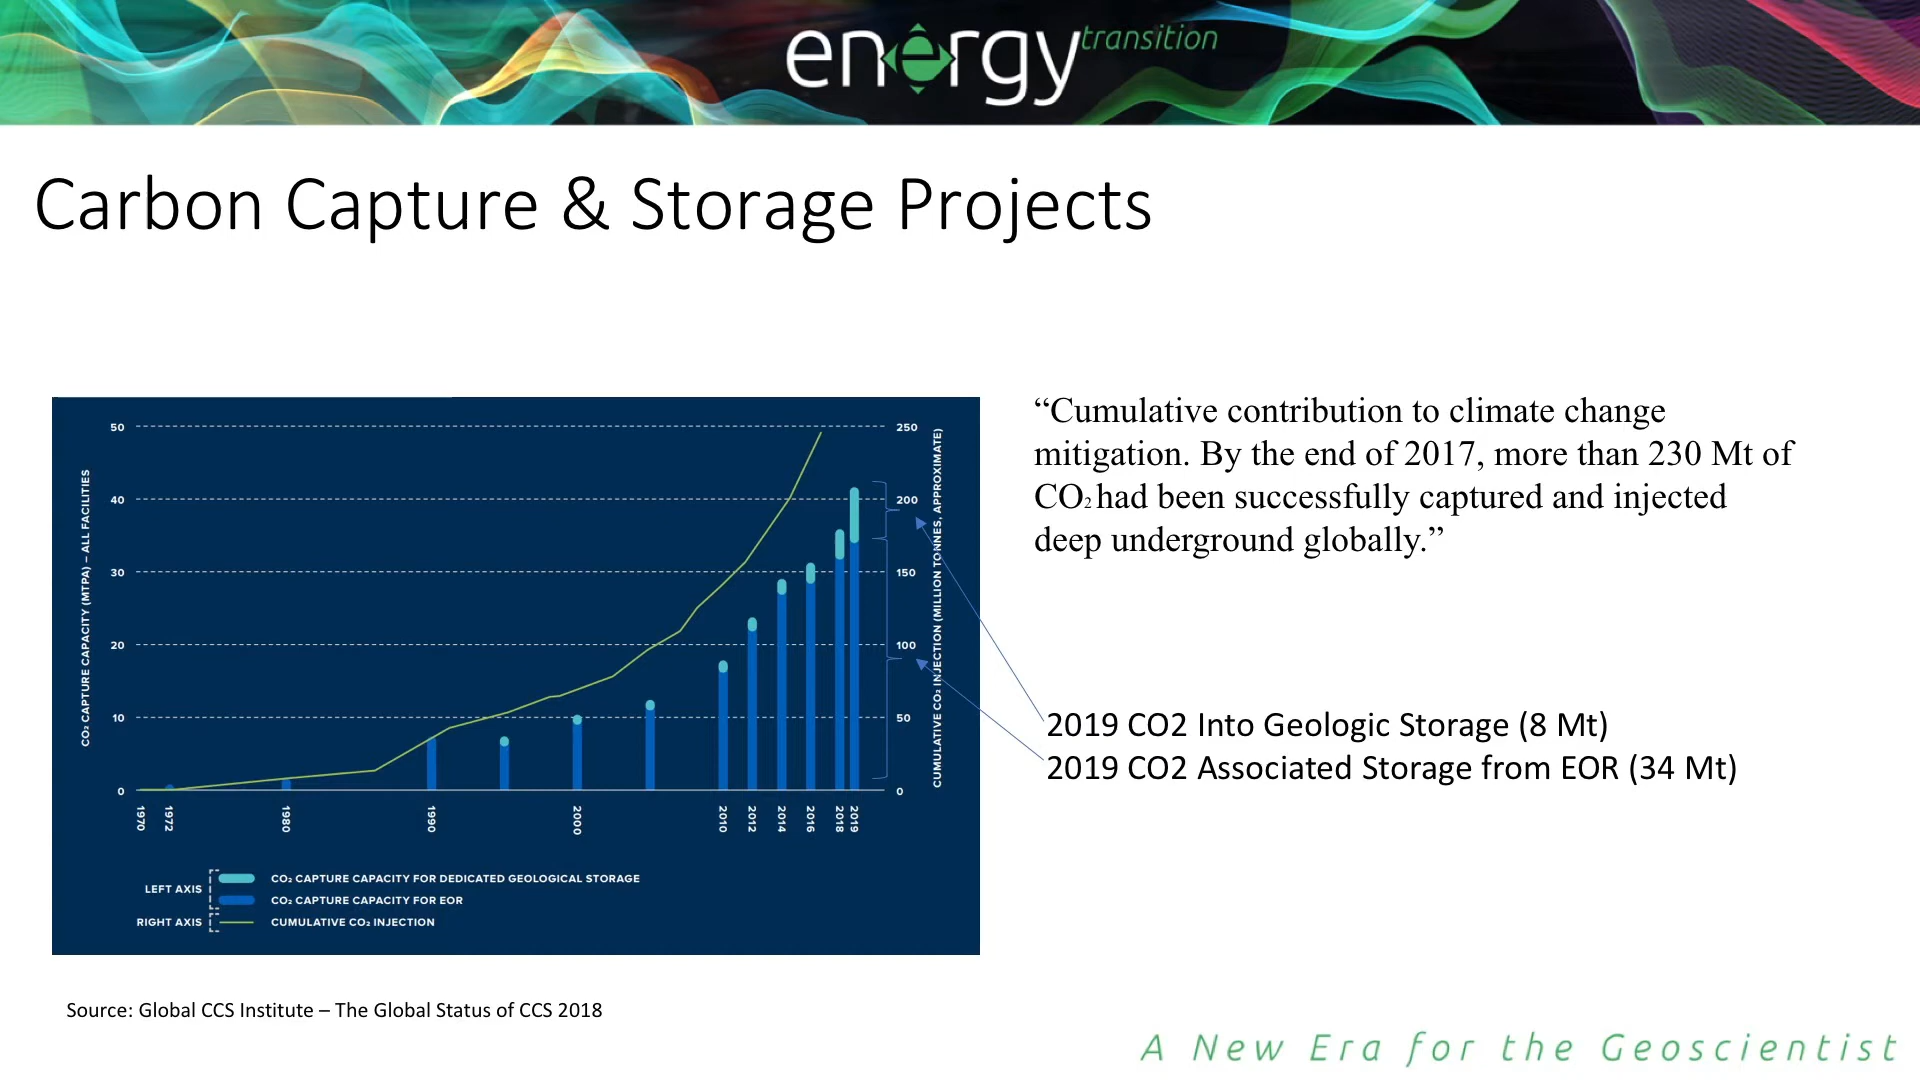 energy transition
Carbon Capture & Storage Projects
“Cumulative contribution to climate change
mitigation. By the end of 2017, more than 230 Mt of
CO₂ had been successfully captured and injected
deep underground globally.”
2019 CO2 Into Geologic Storage (8 Mt)
2019 CO2 Associated Storage from EOR (34 Mt)
CO₂ CAPTURE CAPACITY (MTPA) – ALL FACILITIES
50
40
30
20
10
0
250
200
150
100
50
0
CUMULATIVE CO₂ INJECTION (MILLION TONNES, APPROXIMATE)
1970 1972 1980 1990 2000 2010 2012 2014 2016 2018 2019
LEFT AXIS
CO₂ CAPTURE CAPACITY FOR DEDICATED GEOLOGICAL STORAGE
CO₂ CAPTURE CAPACITY FOR EOR
RIGHT AXIS
CUMULATIVE CO₂ INJECTION
Source: Global CCS Institute – The Global Status of CCS 2018
A New Era for the Geoscientist